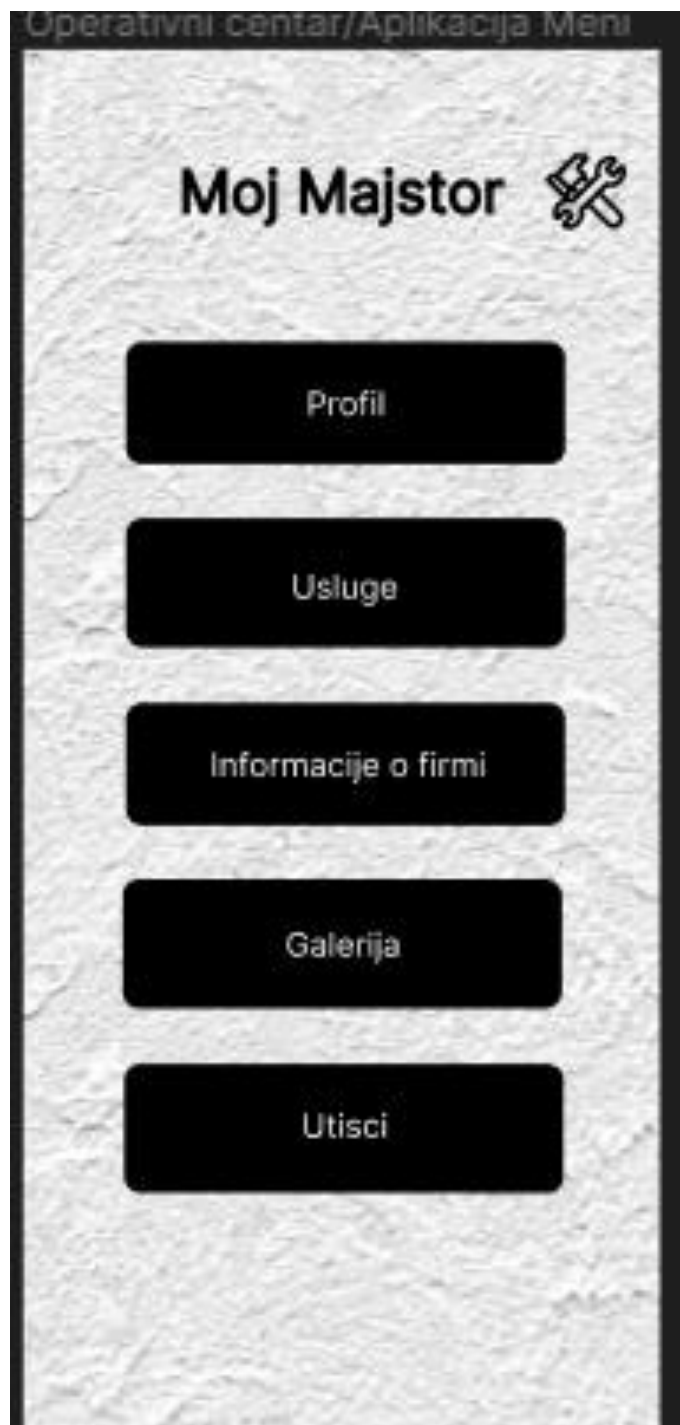 Operativni centar/Aplikacija Meni
Moj Majstor
Profil
Usluge
Informacije o firmi
Galerija
Utisci